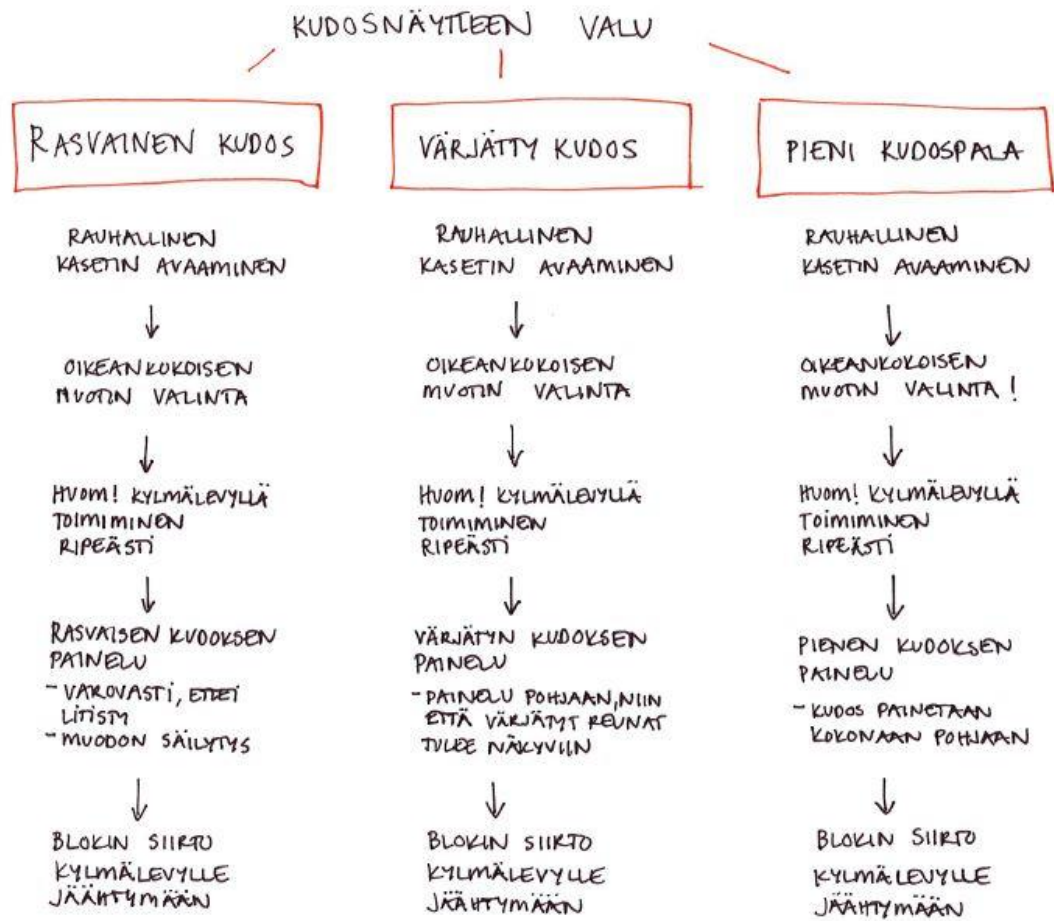 KUDOSNÄYTTEEN VALU
RASVAINEN KUDOS
RAUHALLINEN
KASETIN AVAAMINEN
OIKEANKOKOISEN
MUOTIN VALINTA
HUOM! KYLMÄLEVYLLÄ
TOIMIMINEN
RIPEÄSTI
RASVAISEN KUDOKSEN
PAINELU
- VAROVASTI, ETTEI
LITISTY
- MUODON SÄILYTYS
BLOKIN SIIRTO
KYLMÄLEVYLLE
JÄÄHTYMÄÄN
VÄRJÄTTY KUDOS
RAUHALLINEN
KASETIN AVAAMINEN
OIKEANKOKOISEN
MUOTIN VALINTA
HUOM! KYLMÄLEVYLLÄ
TOIMIMINEN
RIPEÄSTI
VÄRJÄTYN KUDOKSEN
PAINELU
- PAINELU POHJAAN, NIIN
ETTÄ VÄRJÄTYT REUNAT
TULEE NÄKYVIIN
BLOKIN SIIRTO
KYLMÄLEVYLLE
JÄÄHTYMÄÄN
PIENI KUDOSPALA
RAUHALLINEN
KASETIN AVAAMINEN
OIKEANKOKOISEN
MUOTIN VALINTA !
HUOM! KYLMÄLEVYLLÄ
TOIMIMINEN
RIPEÄSTI
PIENEN KUDOKSEN
PAINELU
- KUDOS PAINETAAN
KOKONAAN POHJAAN
BLOKIN SIIRTO
KYLMÄLEVYLLE
JÄÄHTYMÄÄN